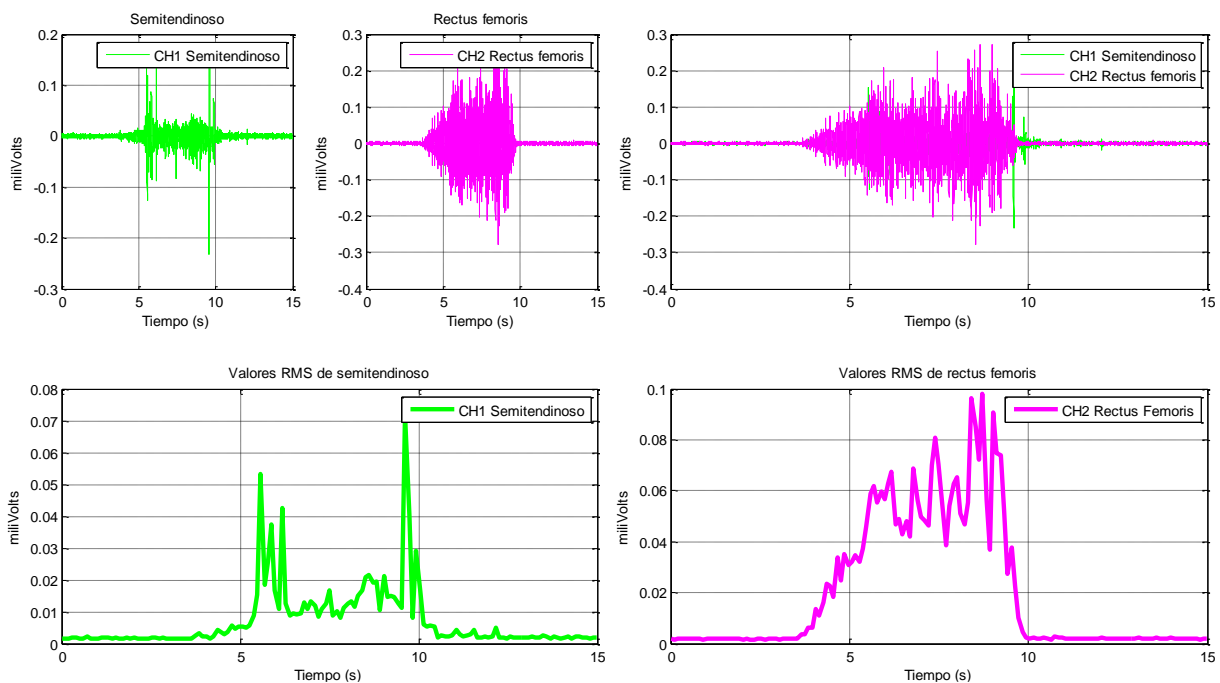 Semitendinoso
CH1 Semitendinoso
0.2
0.1
0
-0.1
-0.2
-0.3
miliVolts
0
5
10
15
Tiempo (s)
Rectus femoris
CH2 Rectus femoris
0.3
0.2
0.1
0
-0.1
-0.2
-0.3
-0.4
miliVolts
0
5
10
15
Tiempo (s)
CH1 Semitendinoso
CH2 Rectus femoris
0.3
0.2
0.1
0
-0.1
-0.2
-0.3
-0.4
miliVolts
0
5
10
15
Tiempo (s)
Valores RMS de semitendinoso
CH1 Semitendinoso
0.08
0.07
0.06
0.05
0.04
0.03
0.02
0.01
0
miliVolts
0
5
10
15
Tiempo (s)
Valores RMS de rectus femoris
CH2 Rectus Femoris
0.1
0.08
0.06
0.04
0.02
0
miliVolts
0
5
10
15
Tiempo (s)